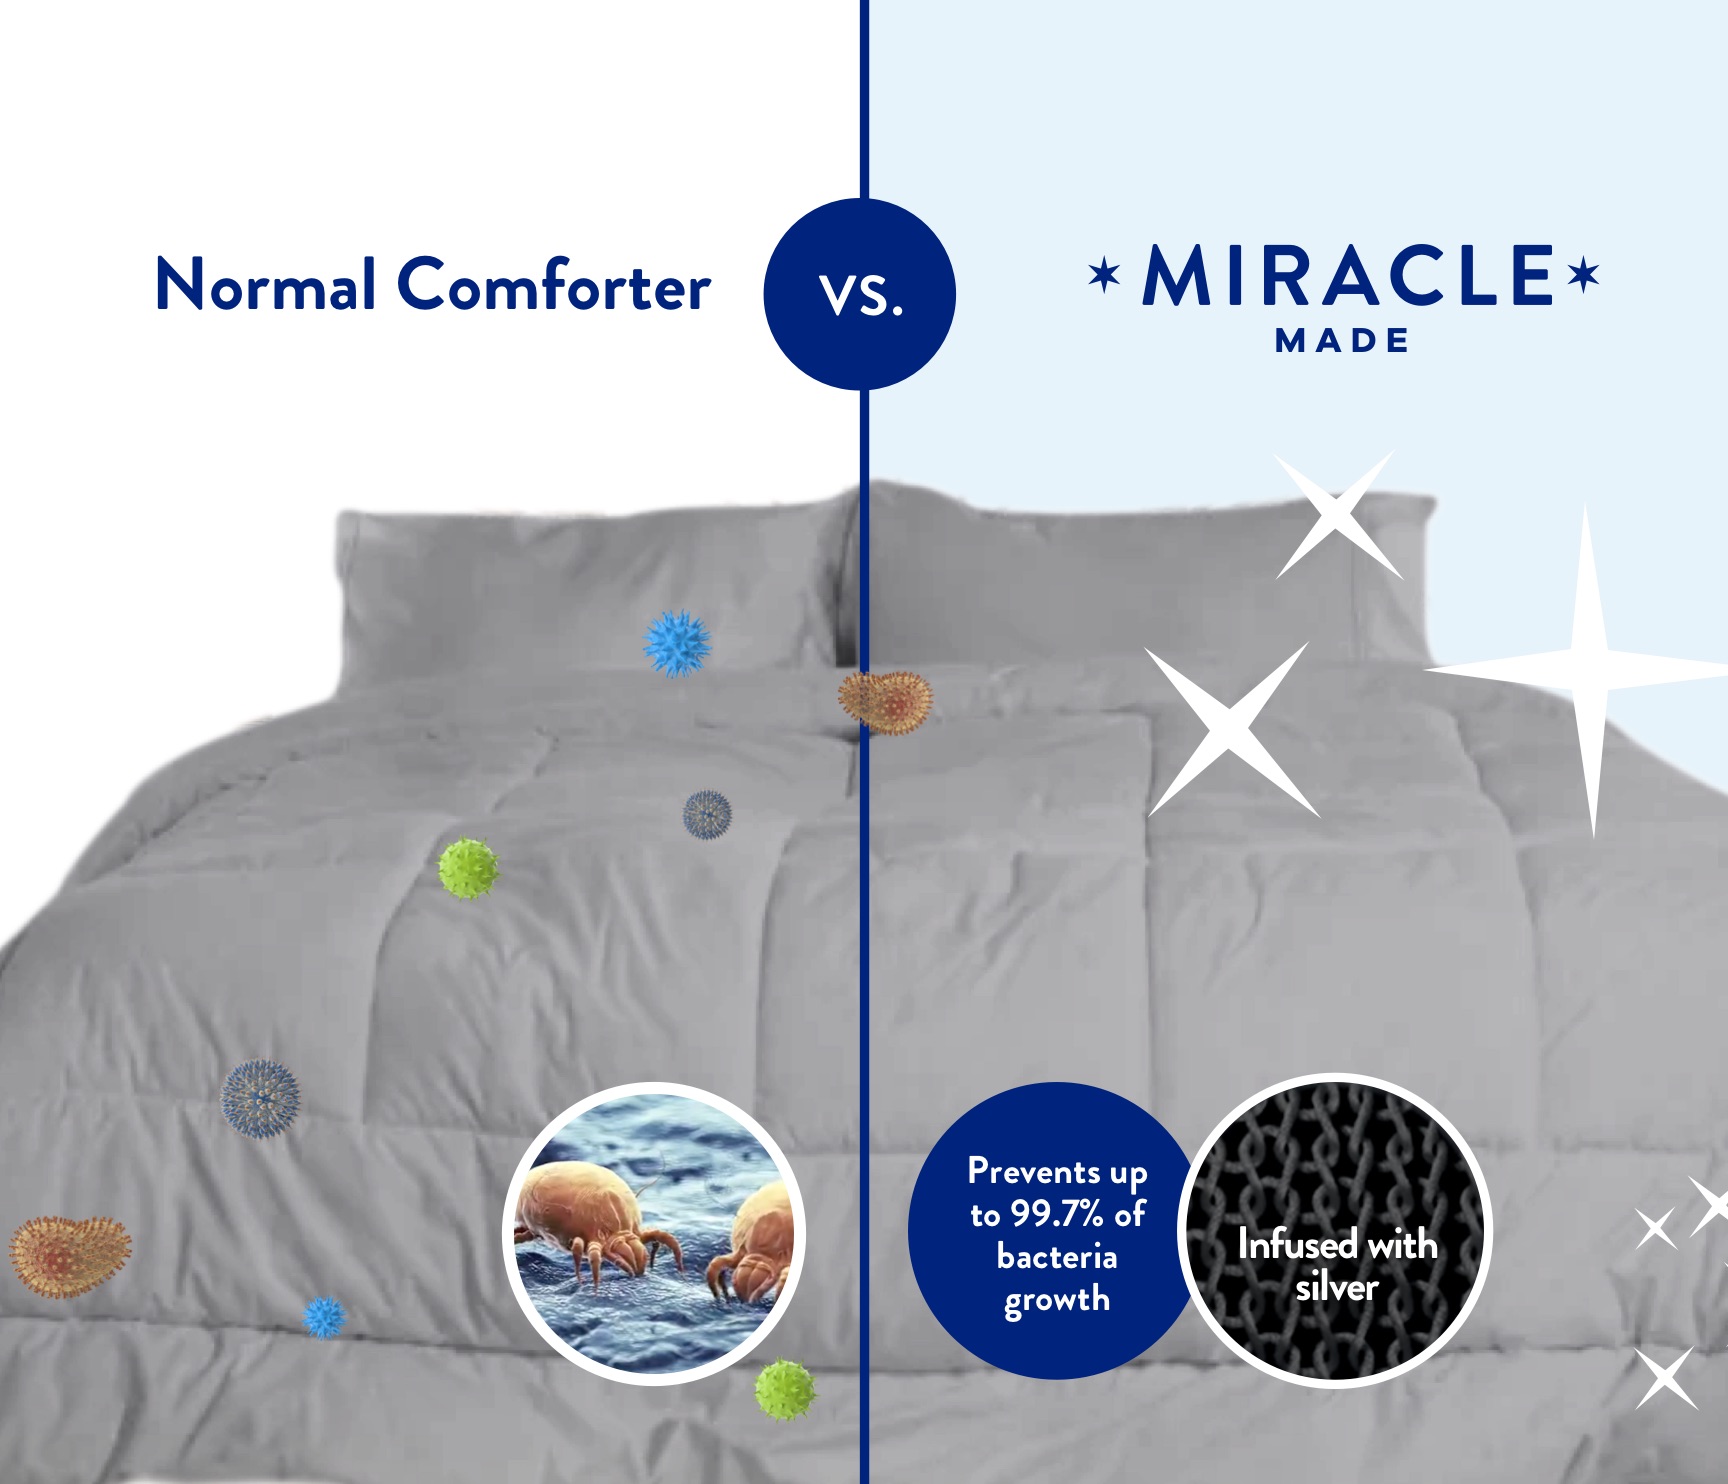 Normal Comforter
VS.
MIRACLE
MADE
Prevents up
to 99.7% of
bacteria
growth
Infused with
silver